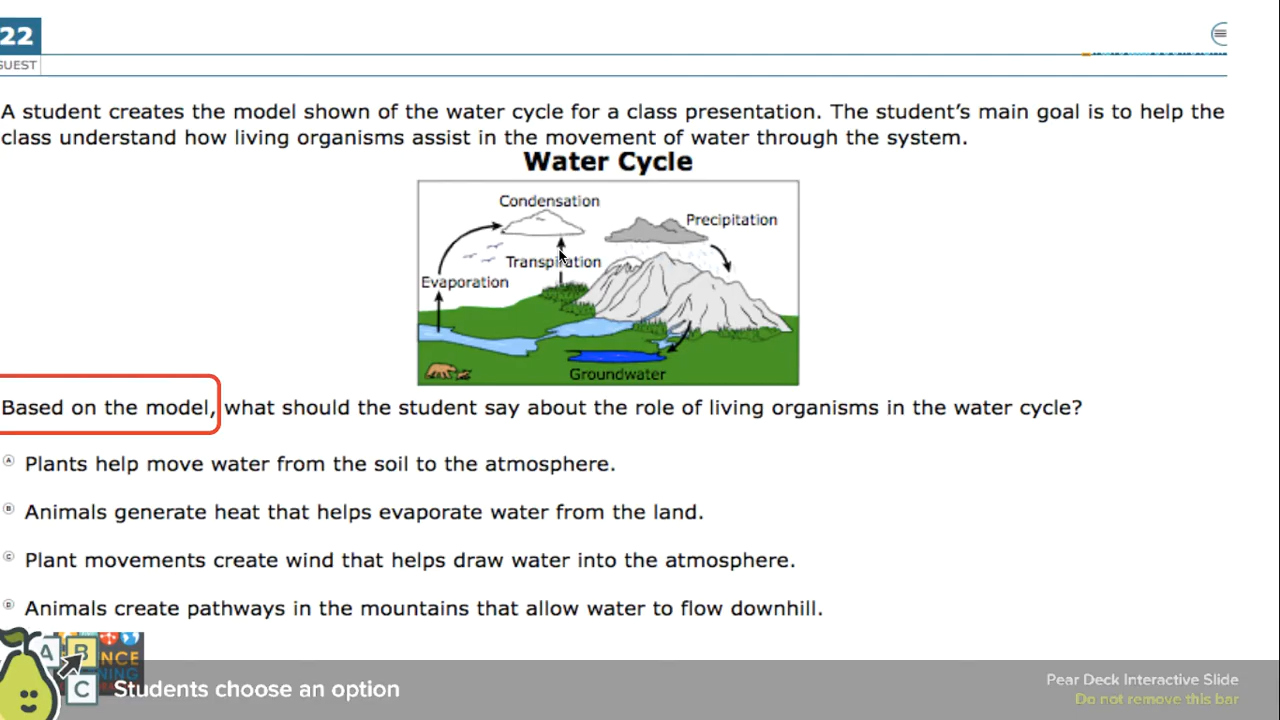 22
GUEST
A student creates the model shown of the water cycle for a class presentation. The student's main goal is to help the
class understand how living organisms assist in the movement of water through the system.
Water Cycle
Condensation
Precipitation
Transpiration
Evaporation
Groundwater
Based on the model, what should the student say about the role of living organisms in the water cycle?
A Plants help move water from the soil to the atmosphere.
B Animals generate heat that helps evaporate water from the land.
C Plant movements create wind that helps draw water into the atmosphere.
D Animals create pathways in the mountains that allow water to flow downhill.
A B
C
Students choose an option
Pear Deck Interactive Slide
Do not remove this bar